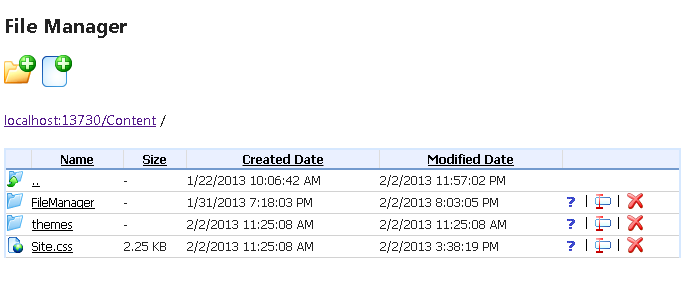 File Manager
localhost:13730/Content /
Name Size Created Date Modified Date
.. - 1/22/2013 10:06:42 AM 2/2/2013 11:57:02 PM
FileManager - 1/31/2013 7:18:03 PM 2/2/2013 8:03:05 PM ? | |
themes - 2/2/2013 11:25:08 AM 2/2/2013 11:25:08 AM ? | |
Site.css 2.25 KB 2/2/2013 11:25:08 AM 2/2/2013 3:38:19 PM ? | |